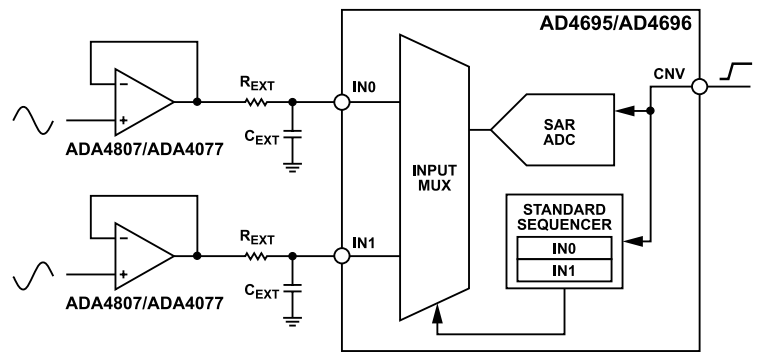 AD4695/AD4696
CNV
R_EXT
IN0
C_EXT
ADA4807/ADA4077
SAR
ADC
INPUT
MUX
STANDARD
SEQUENCER
IN0
IN1
R_EXT
IN1
C_EXT
ADA4807/ADA4077